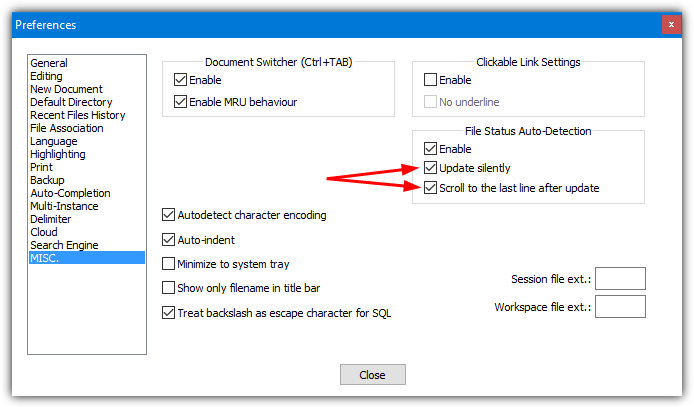 Preferences
x
General
Editing
New Document
Default Directory
Recent Files History
File Association
Language
Highlighting
Print
Backup
Auto-Completion
Multi-Instance
Delimiter
Cloud
Search Engine
MISC.
Document Switcher (Ctrl+TAB)
Enable
Enable MRU behaviour
Clickable Link Settings
Enable
No underline
File Status Auto-Detection
Enable
Update silently
Scroll to the last line after update
Autodetect character encoding
Auto-indent
Minimize to system tray
Show only filename in title bar
Treat backslash as escape character for SQL
Session file ext.:
Workspace file ext.:
Close